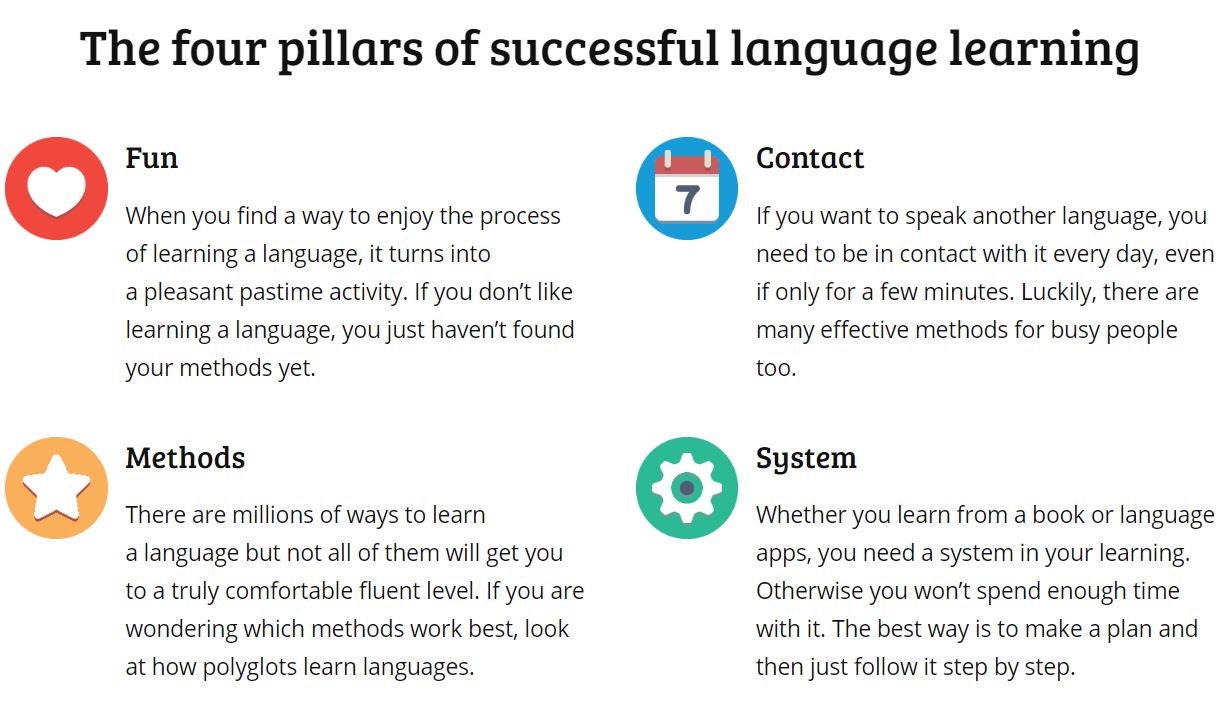 The four pillars of successful language learning
Fun
When you find a way to enjoy the process
of learning a language, it turns into
a pleasant pastime activity. If you don’t like
learning a language, you just haven’t found
your methods yet.
7
Contact
If you want to speak another language, you
need to be in contact with it every day, even
if only for a few minutes. Luckily, there are
many effective methods for busy people
too.
Methods
There are millions of ways to learn
a language but not all of them will get you
to a truly comfortable fluent level. If you are
wondering which methods work best, look
at how polyglots learn languages.
System
Whether you learn from a book or language
apps, you need a system in your learning.
Otherwise you won’t spend enough time
with it. The best way is to make a plan and
then just follow it step by step.